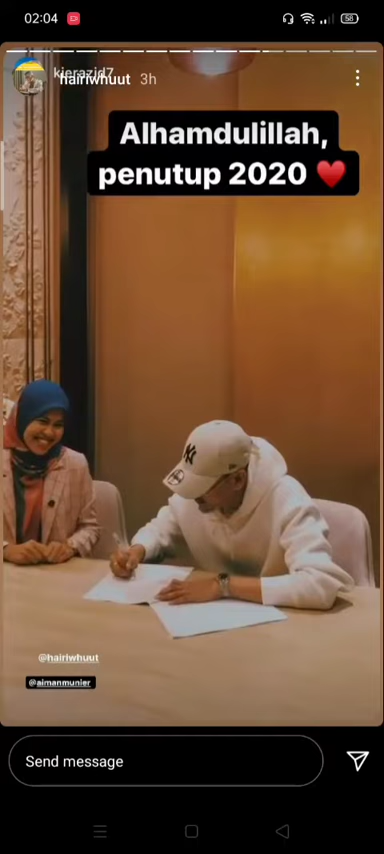 02:04
58
kierazid7
hairiwhuut 3h
Alhamdulillah,
penutup 2020 ❤️
NY
@hairiwhuut
@aimanmunier
Send message